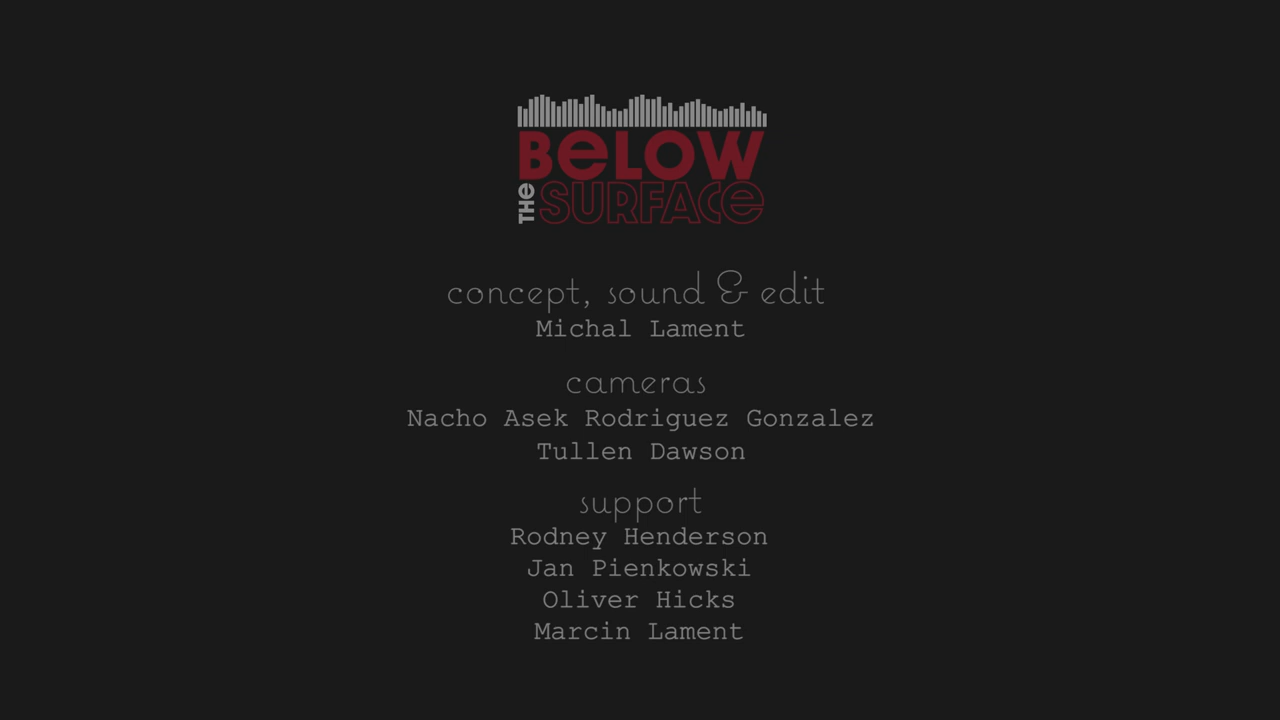 BeLOW
THe SURFACe
concept, sound & edit
Michal Lament
cameras
Nacho Asek Rodriguez Gonzalez
Tullen Dawson
support
Rodney Henderson
Jan Pienkowski
Oliver Hicks
Marcin Lament